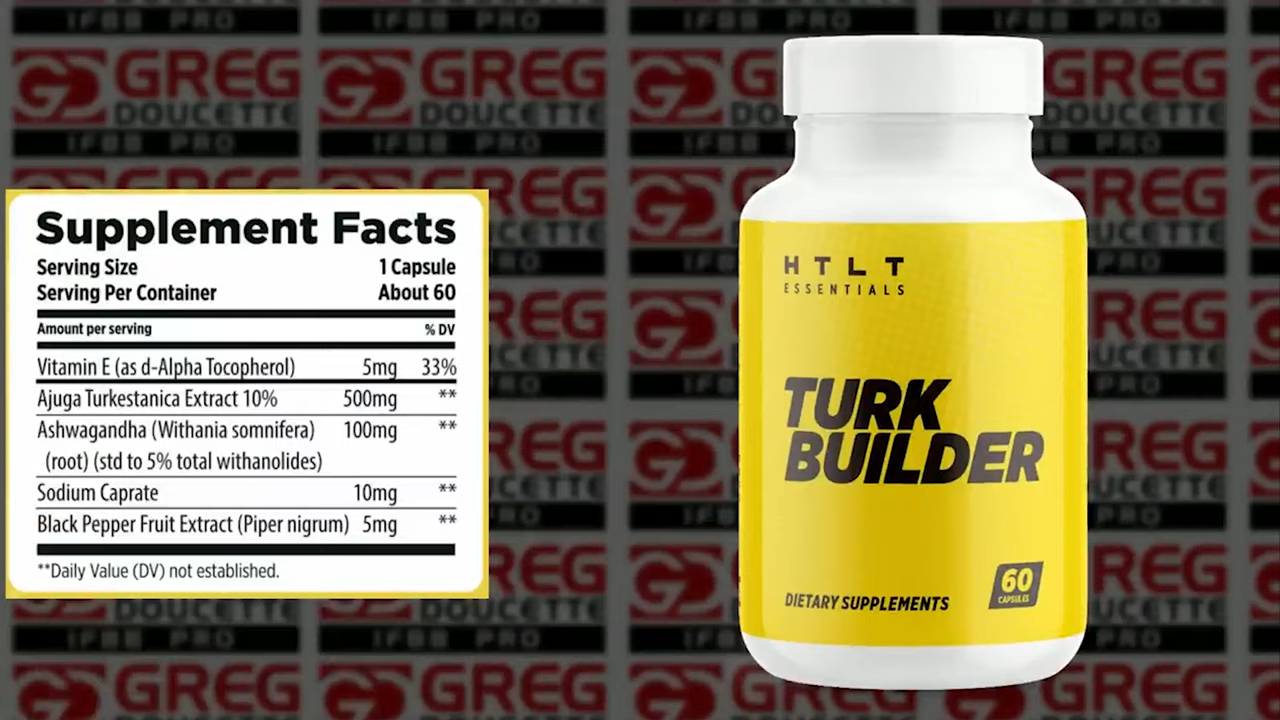 Supplement Facts
Serving Size 1 Capsule
Serving Per Container About 60
Amount per serving % DV
Vitamin E (as d-Alpha Tocopherol) 5mg 33%
Ajuga Turkestanica Extract 10% 500mg **
Ashwagandha (Withania somnifera) 100mg **
(root) (std to 5% total withanolides)
Sodium Caprate 10mg **
Black Pepper Fruit Extract (Piper nigrum) 5mg **
**Daily Value (DV) not established.
HTLT
ESSENTIALS
TURK
BUILDER
DIETARY SUPPLEMENTS
60
CAPSULES
GREG
DOUCETTE
IFBB PRO